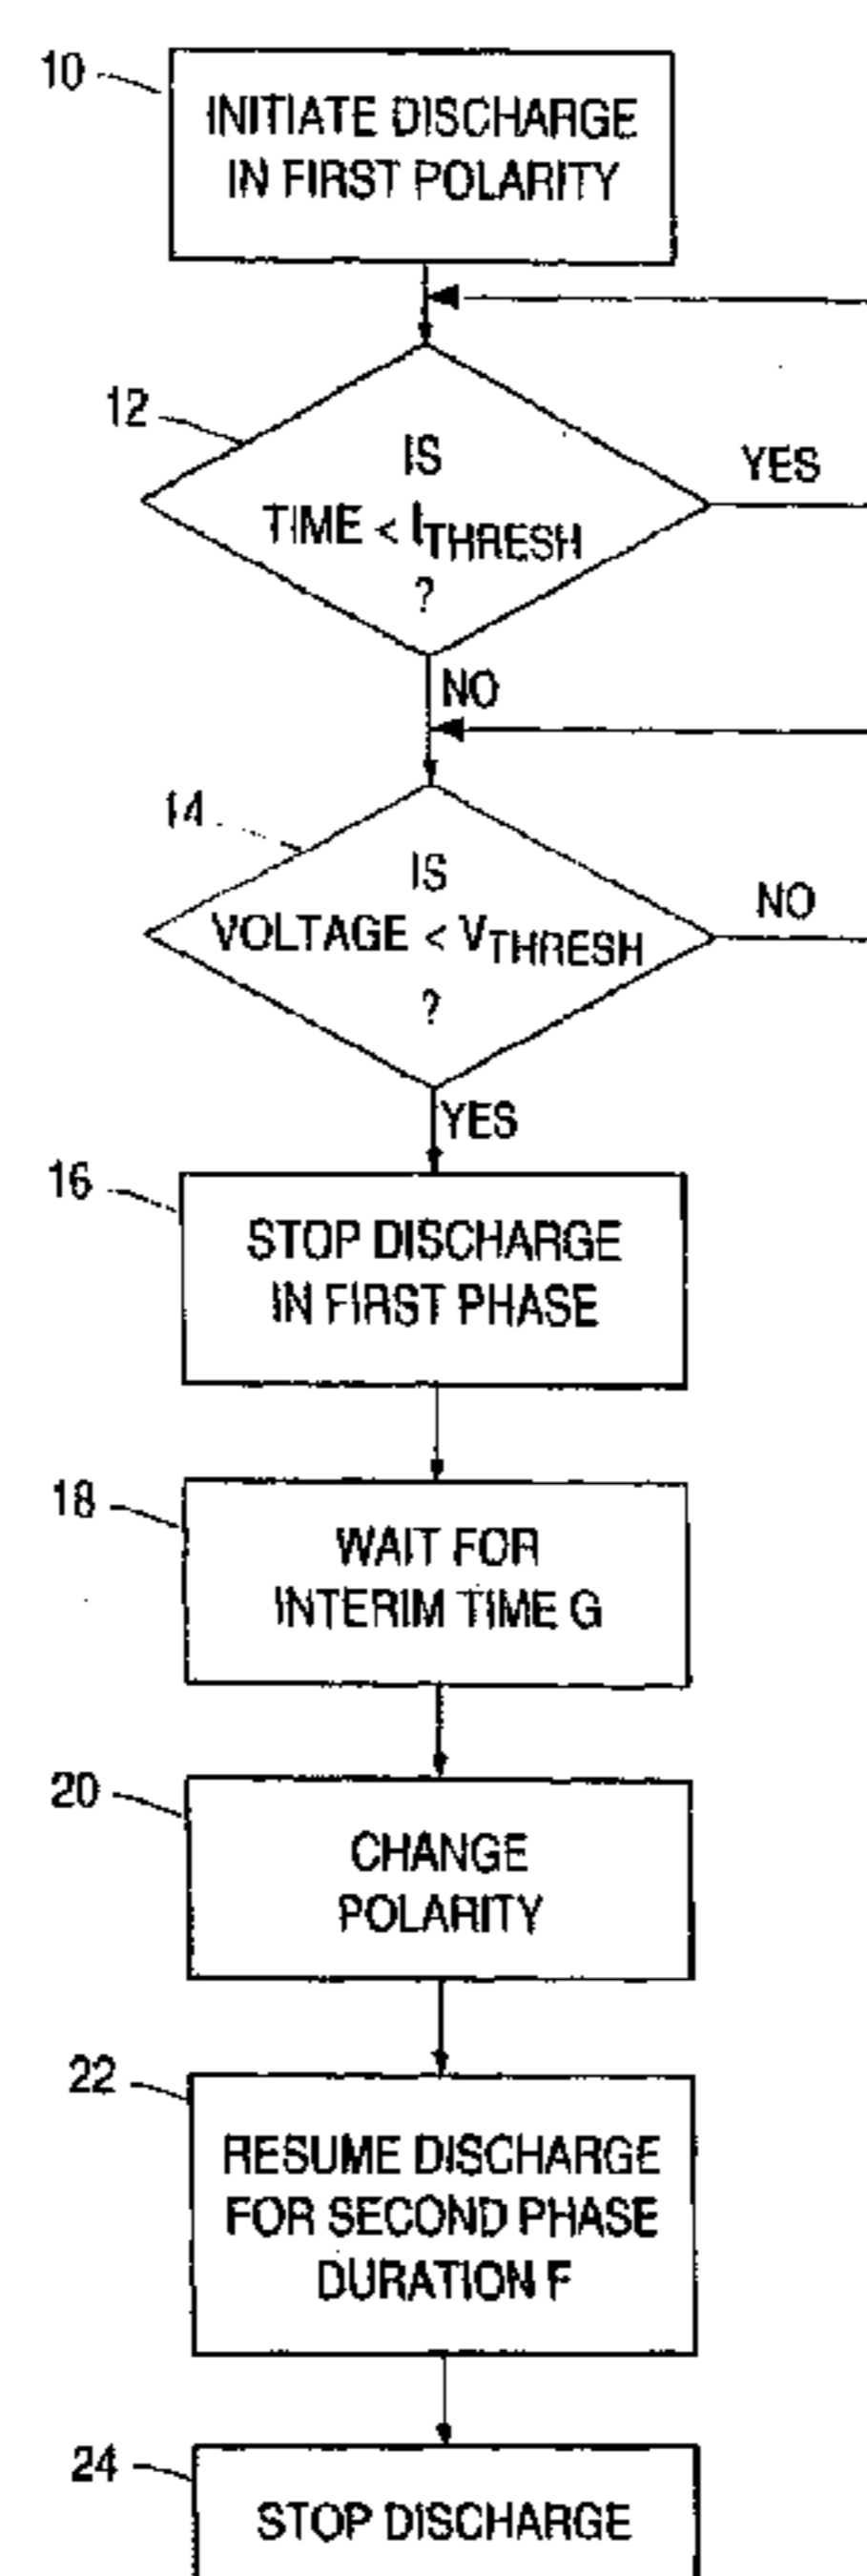 10
INITIATE DISCHARGE
IN FIRST POLARITY
12
IS
TIME < tTHRESH
?
YES
NO
14
IS
VOLTAGE < VTHRESH
?
NO
YES
16
STOP DISCHARGE
IN FIRST PHASE
18
WAIT FOR
INTERIM TIME G
20
CHANGE
POLARITY
22
RESUME DISCHARGE
FOR SECOND PHASE
DURATION F
24
STOP DISCHARGE